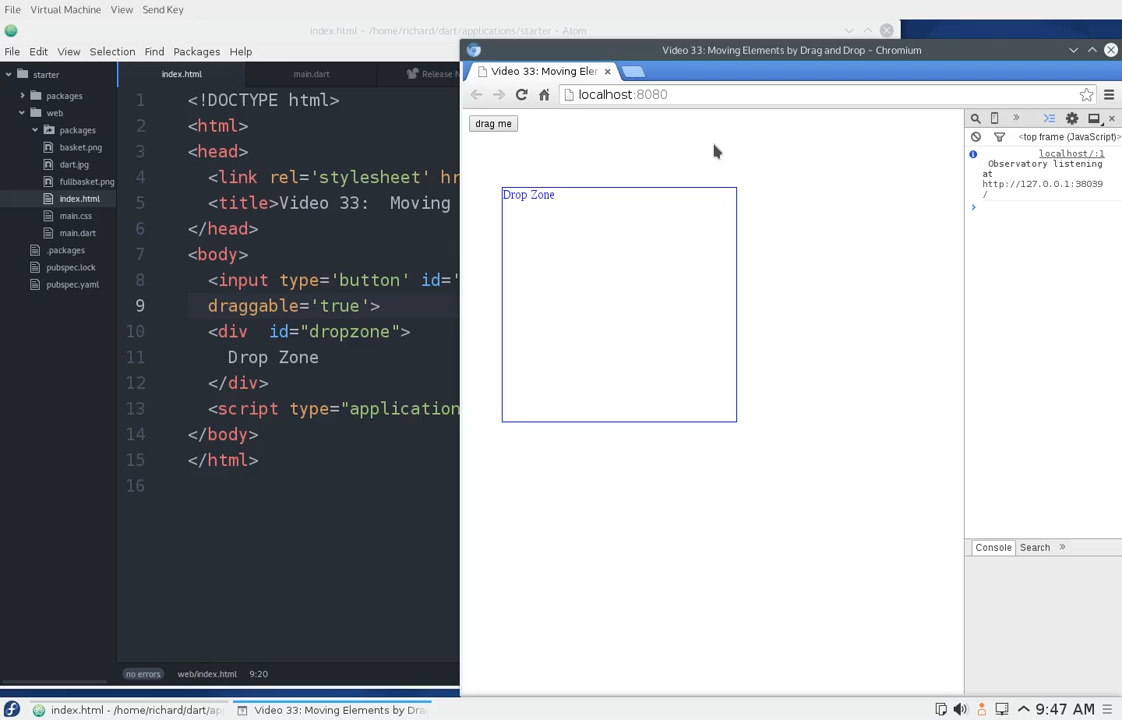 File Virtual Machine View Send Key
index.html - /home/richard/dart/applications/starter - Atom
File Edit View Selection Find Packages Help
starter
packages
web
packages
basket.png
dart.jpg
fullbasket.png
index.html
main.css
main.dart
.packages
pubspec.lock
pubspec.yaml
index.html main.dart Release N
1 <!DOCTYPE html>
2 <html>
3 <head>
4 <link rel='stylesheet' hr
5 <title>Video 33: Moving
6 </head>
7 <body>
8 <input type='button' id='
9 draggable='true'>
10 <div id="dropzone">
11 Drop Zone
12 </div>
13 <script type="application
14 </body>
15 </html>
16
no errors web/index.html 9:20
Video 33: Moving Elements by Drag and Drop - Chromium
Video 33: Moving Eler
localhost:8080
drag me
Drop Zone
<top frame (JavaScript)>
localhost/:1
Observatory listening
at
http://127.0.0.1:38039
/
Console Search
index.html - /home/richard/dart/ap
Video 33: Moving Elements by Dra
9:47 AM